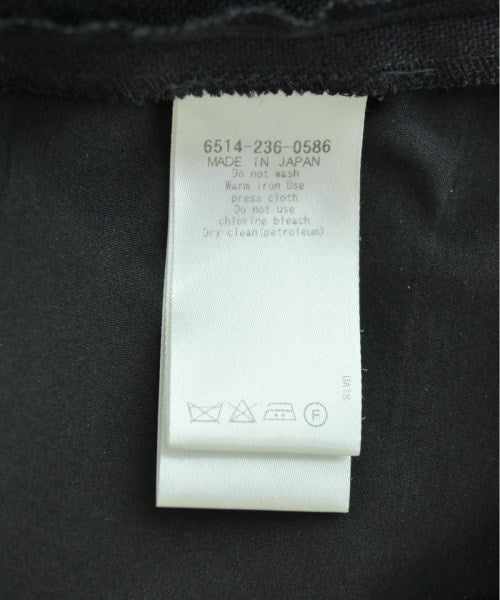 6514-236-0586
MADE IN JAPAN
Do not wash
Warm iron Use
press cloth
Do not use
chlorine bleach
Dry clean(petroleum)
UA18
F